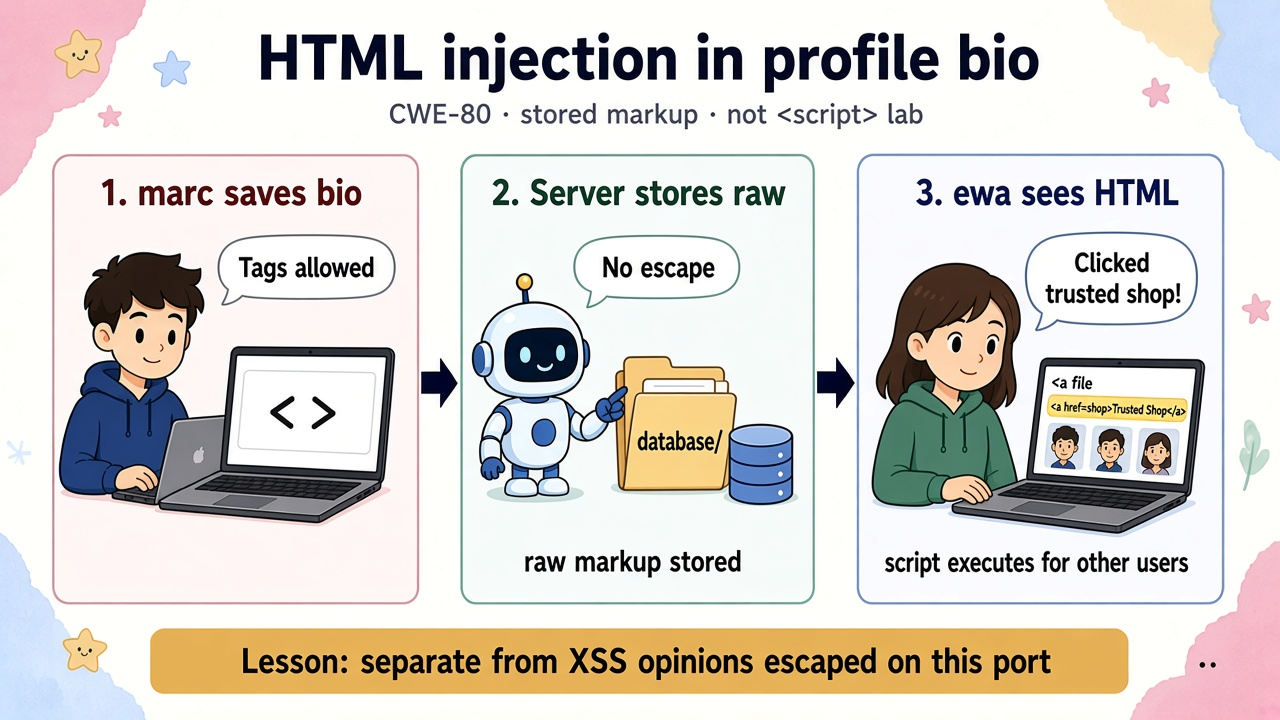 HTML injection in profile bio
CWE-80 · stored markup · not <script> lab
1. marc saves bio
Tags allowed
< >
2. Server stores raw
No escape
database/
raw markup stored
3. ewa sees HTML
Clicked
trusted shop!
<a file
<a href=shop>Trusted Shop</a>
script executes for other users
Lesson: separate from XSS opinions escaped on this port